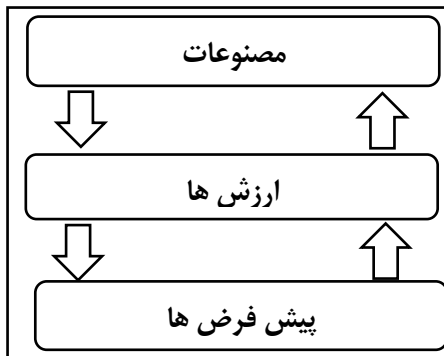 مصنوعات
ارزش ها
پیش فرض ها